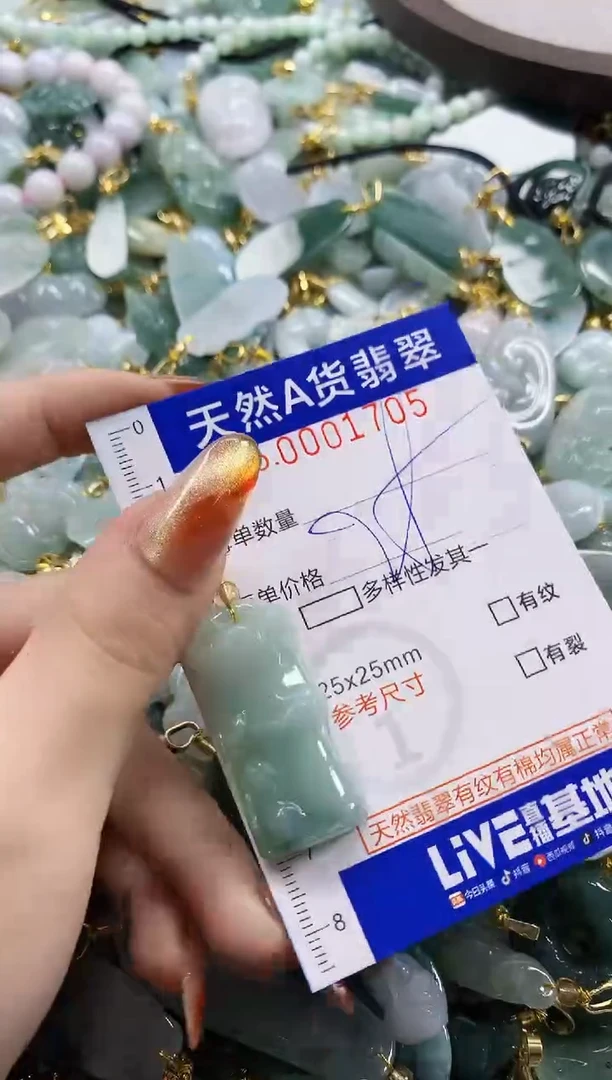 0
天然A货翡翠
.0001705
1
单数量
单价格
多样性发其一
有纹
25x25mm
有裂
参考尺寸
1
天然翡翠有纹有棉均属正常
LiVE直播基地
今日头条 抖音 西瓜视频 抖音
8